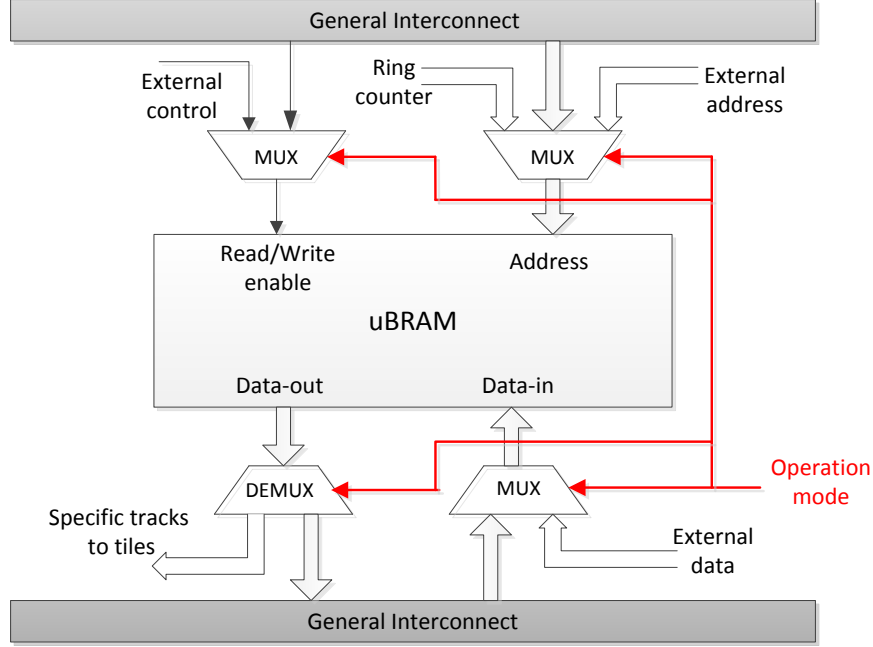 General Interconnect
External
control
Ring
counter
External
address
MUX
MUX
Read/Write
enable
Address
uBRAM
Data-out
Data-in
DEMUX
MUX
Operation
mode
Specific tracks
to tiles
External
data
General Interconnect